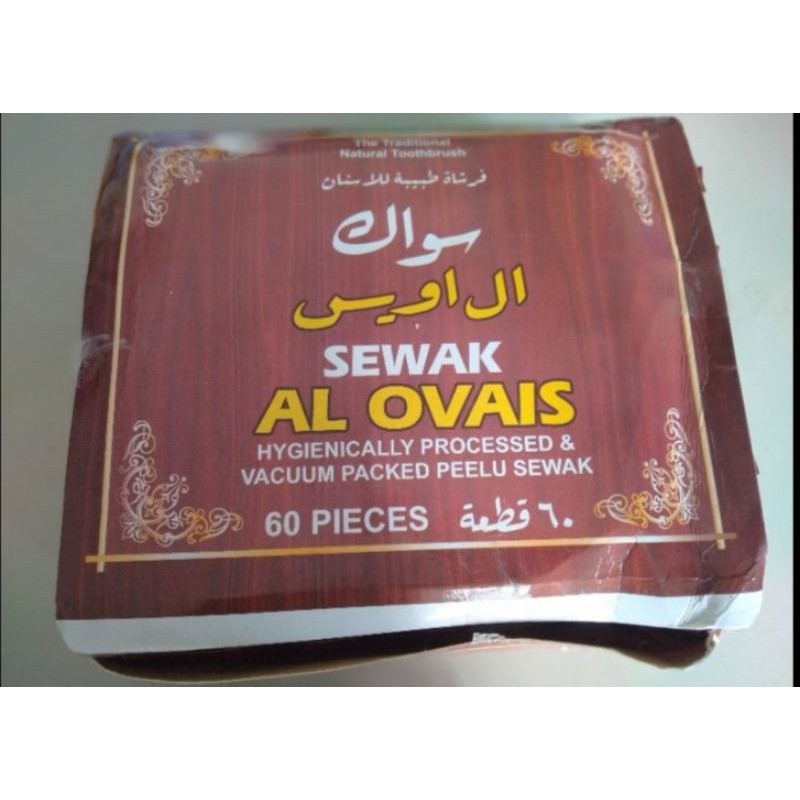 The Traditional
Natural Toothbrush
فرشاة طبيبة للاسنان
سواك
ال اويس
SEWAK
AL OVAIS
HYGIENICALLY PROCESSED &
VACUUM PACKED PEELU SEWAK
60 PIECES ٦٠ قطعة